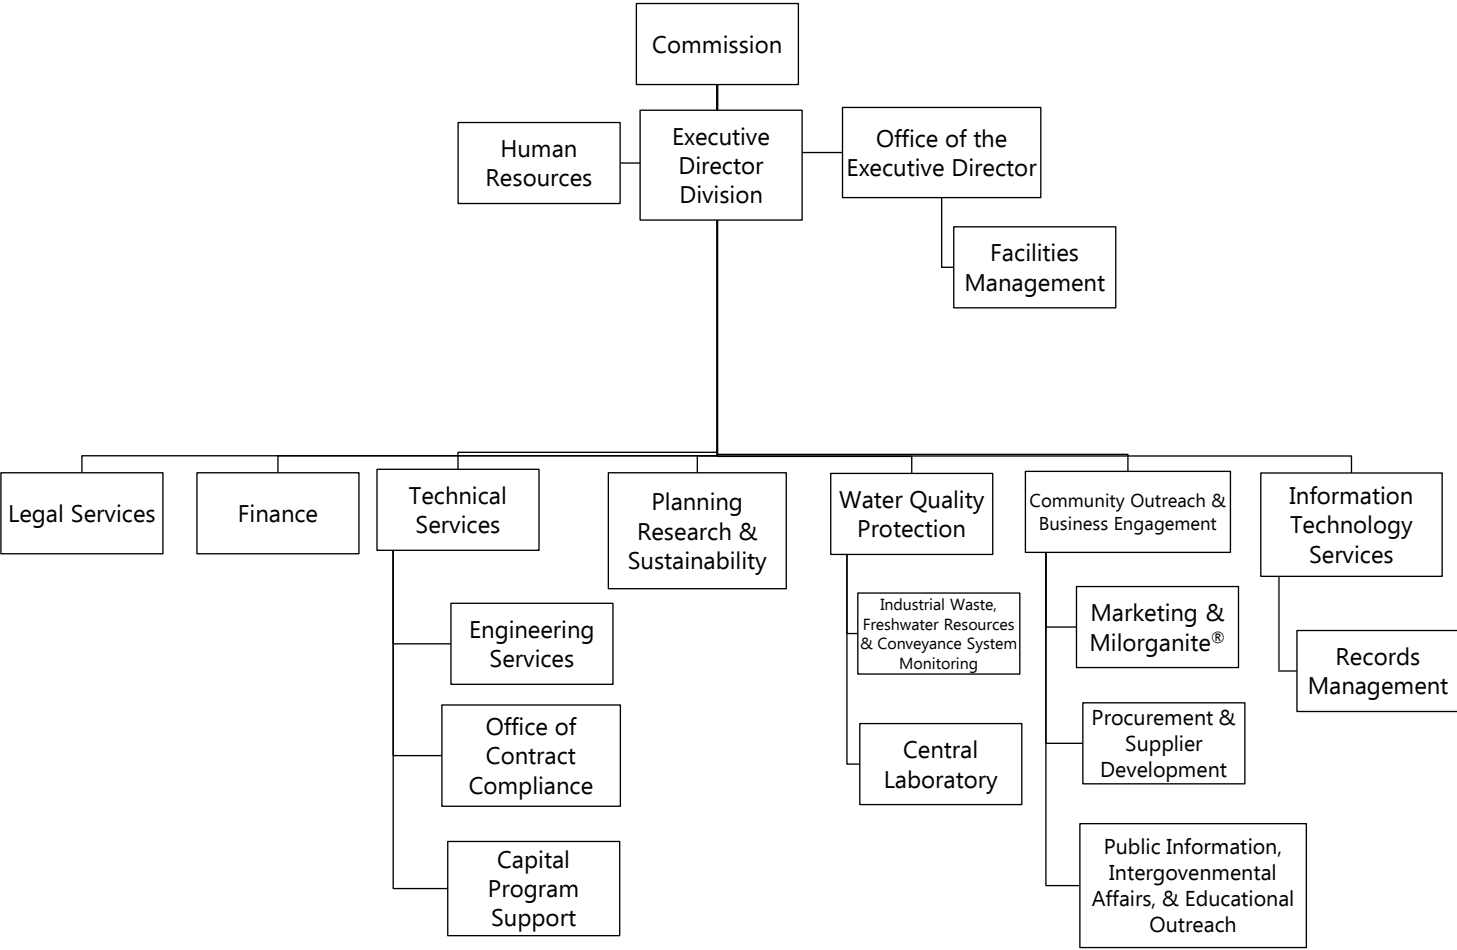 Commission
Human
Resources
Executive
Director
Division
Office of the
Executive Director
Facilities
Management
Legal Services
Finance
Technical
Services
Planning
Research &
Sustainability
Water Quality
Protection
Community Outreach &
Business Engagement
Information
Technology
Services
Engineering
Services
Office of
Contract
Compliance
Capital
Program
Support
Industrial Waste,
Freshwater Resources
& Conveyance System
Monitoring
Central
Laboratory
Marketing &
Milorganite®
Procurement &
Supplier
Development
Public Information,
Intergovenmental
Affairs, & Educational
Outreach
Records
Management